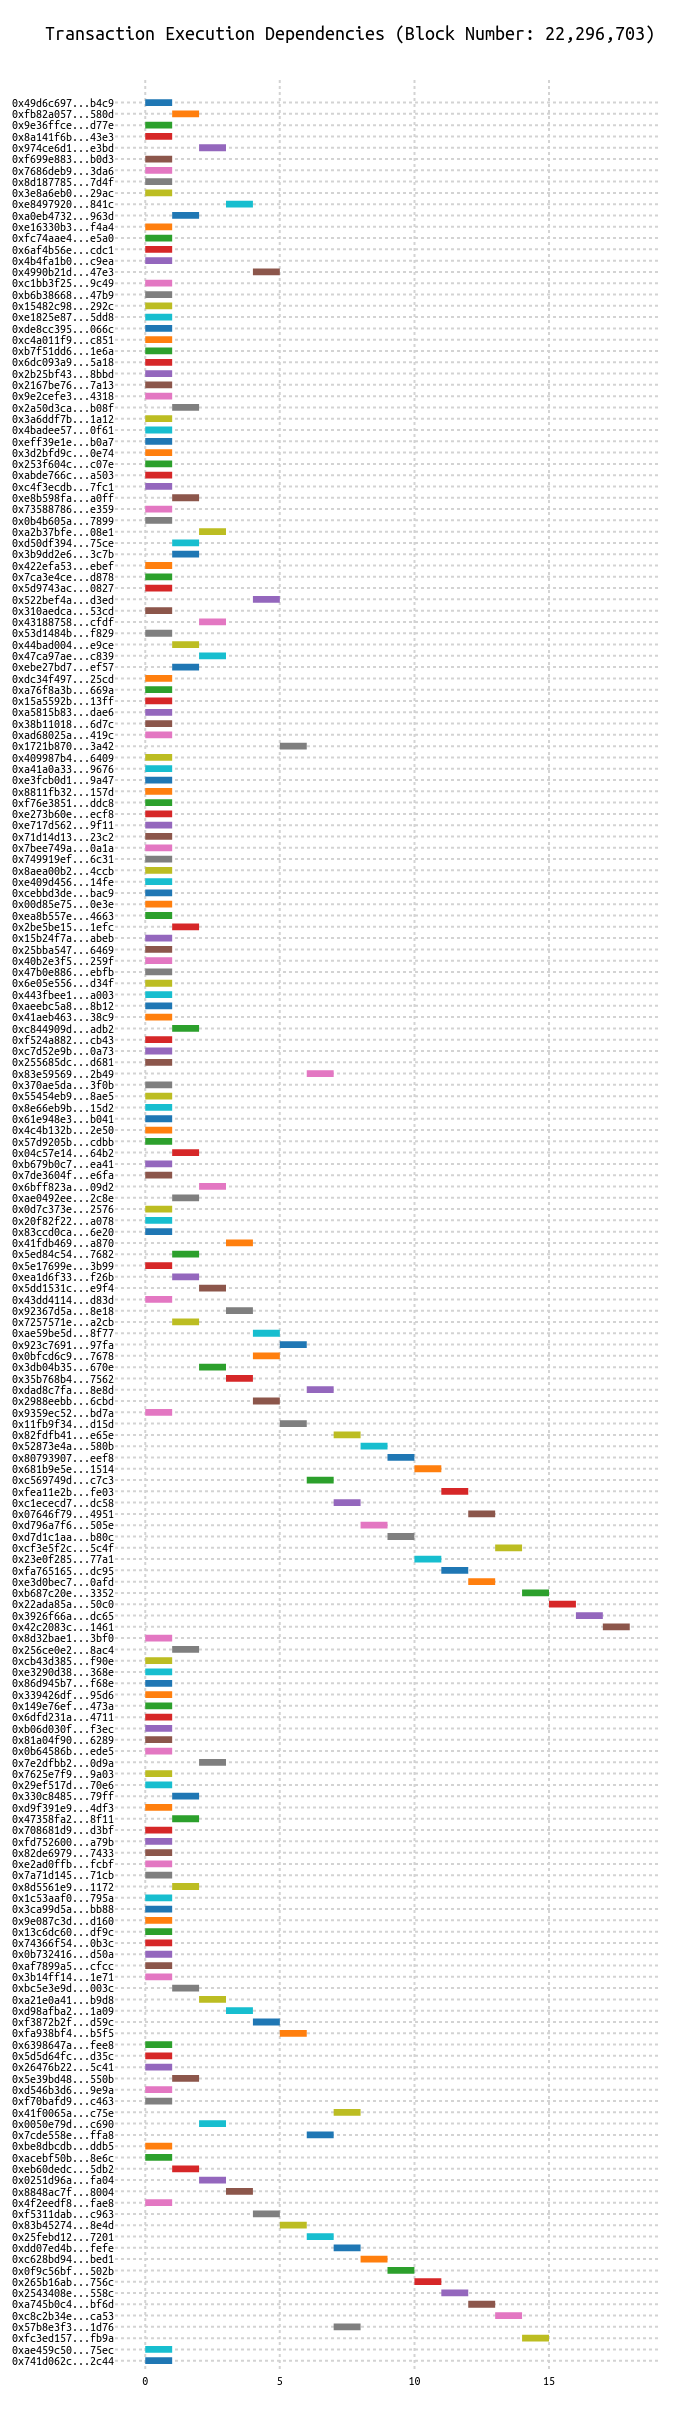 Transaction Execution Dependencies (Block Number: 22,296,703)
0x49d6c697...b4c9
0xfb82a057...580d
0x9e36ffce...d77e
0x8a141f6b...43e3
0x974ce6d1...e3bd
0xf699e883...b0d3
0x7686deb9...3da6
0x8d187785...7d4f
0x3e8a6eb0...29ac
0xe8497920...841c
0xa0eb4732...963d
0xe16330b3...f4a4
0xfc74aae4...e5a0
0x6af4b56e...cdc1
0x4b4fa1b0...c9ea
0x4990b21d...47e3
0xc1bb3f25...9c49
0xb6b38668...47b9
0x15482c98...292c
0xe1825e87...5dd8
0xde8cc395...066c
0xc4a011f9...c851
0xb7f51dd6...1e6a
0x6dc093a9...5a18
0x2b25bf43...8bbd
0x2167be76...7a13
0x9e2cefe3...4318
0x2a50d3ca...b08f
0x3a6ddf7b...1a12
0x4badee57...0f61
0xeff39e1e...b0a7
0x3d2bfd9c...0e74
0x253f604c...c07e
0xabde766c...a503
0xc4f3ecdb...7fc1
0xe8b598fa...a0ff
0x73588786...e359
0x0b4b605a...7899
0xa2b37bfe...08e1
0xd50df394...75ce
0x3b9dd2e6...3c7b
0x422efa53...ebef
0x7ca3e4ce...d878
0x5d9743ac...0827
0x522bef4a...d3ed
0x310aedca...53cd
0x43188758...cfdf
0x53d1484b...f829
0x44bad004...e9ce
0x47ca97ae...c839
0xebe27bd7...ef57
0xdc34f497...25cd
0xa76f8a3b...669a
0x15a5592b...13ff
0xa5815b83...dae6
0x38b11018...6d7c
0xad68025a...419c
0x1721b870...3a42
0x409987b4...6409
0xa41a0a33...9676
0xe3fcb0d1...9a47
0x8811fb32...157d
0xf76e3851...ddc8
0xe273b60e...ecf8
0xe717d562...9f11
0x71d14d13...23c2
0x7bee749a...0a1a
0x749919ef...6c31
0x8aea00b2...4ccb
0xe409d456...14fe
0xcebbd3de...bac9
0x00d85e75...0e3e
0xea8b557e...4663
0x2be5be15...1efc
0x15b24f7a...abeb
0x25bba547...6469
0x40b2e3f5...259f
0x47b0e886...ebfb
0x6e05e556...d34f
0x443fbee1...a003
0xaeebc5a8...8b12
0x41aeb463...38c9
0xc844909d...adb2
0xf524a882...cb43
0xc7d52e9b...0a73
0x255685dc...d681
0x83e59569...2b49
0x370ae5da...3f0b
0x55454eb9...8ae5
0x8e66eb9b...15d2
0x61e948e3...b041
0x4c4b132b...2e50
0x57d9205b...cdbb
0x04c57e14...64b2
0xb679b0c7...ea41
0x7de3604f...e6fa
0x6bff823a...09d2
0xae0492ee...2c8e
0x0d7c373e...2576
0x20f82f22...a078
0x83ccd0ca...6e20
0x41fdb469...a870
0x5ed84c54...7682
0x5e17699e...3b99
0xea1d6f33...f26b
0x5dd1531c...e9f4
0x43dd4114...d83d
0x92367d5a...8e18
0x7257571e...a2cb
0xae59be5d...8f77
0x923c7691...97fa
0x0bfcd6c9...7678
0x3db04b35...670e
0x35b768b4...7562
0xdad8c7fa...8e8d
0x2988eebb...6cbd
0x9359ec52...bd7a
0x11fb9f34...d15d
0x82fdfb41...e65e
0x52873e4a...580b
0x80793907...eef8
0x681b9e5e...1514
0xc569749d...c7c3
0xfea11e2b...fe03
0xc1ececd7...dc58
0x07646f79...4951
0xd796a7f6...505e
0xd7d1c1aa...b80c
0xcf3e5f2c...5c4f
0x23e0f285...77a1
0xfa765165...dc95
0xe3d0bec7...0afd
0xb687c20e...3352
0x22ada85a...50c0
0x3926f66a...dc65
0x42c2083c...1461
0x8d32bae1...3bf0
0x256ce0e2...8ac4
0xcb43d385...f90e
0xe3290d38...368e
0x86d945b7...f68e
0x339426df...95d6
0x149e76ef...473a
0x6dfd231a...4711
0xb06d030f...f3ec
0x81a04f90...6289
0x0b64586b...ede5
0x7e2dfbb2...0d9a
0x7625e7f9...9a03
0x29ef517d...70e6
0x330c8485...79ff
0xd9f391e9...4df3
0x47358fa2...8f11
0x708681d9...d3bf
0xfd752600...a79b
0x82de6979...7433
0xe2ad0ffb...fcbf
0x7a71d145...71cb
0x8d5561e9...1172
0x1c53aaf0...795a
0x3ca99d5a...bb88
0x9e087c3d...d160
0x13c6dc60...df9c
0x74366f54...0b3c
0x0b732416...d50a
0xaf7899a5...cfcc
0x3b14ff14...1e71
0xbc5e3e9d...003c
0xa21e0a41...b9d8
0xd98afba2...1a09
0xf3872b2f...d59c
0xfa938bf4...b5f5
0x6398647a...fee8
0x5d5d64fc...d35c
0x26476b22...5c41
0x5e39bd48...550b
0xd546b3d6...9e9a
0xf70bafd9...c463
0x41f0065a...c75e
0x0050e79d...c690
0x7cde558e...ffa8
0xbe8dbcdb...ddb5
0xacebf50b...8e6c
0xeb60dedc...5db2
0x0251d96a...fa04
0x8848ac7f...8004
0x4f2eedf8...fae8
0xf5311dab...c963
0x83b45274...8e4d
0x25febd12...7201
0xdd07ed4b...fefe
0xc628bd94...bed1
0x0f9c56bf...502b
0x265b16ab...756c
0x2543408e...558c
0xa745b0c4...bf6d
0xc8c2b34e...ca53
0x57b8e3f3...1d76
0xfc3ed157...fb9a
0xae459c50...75ec
0x741d062c...2c44
0 5 10 15